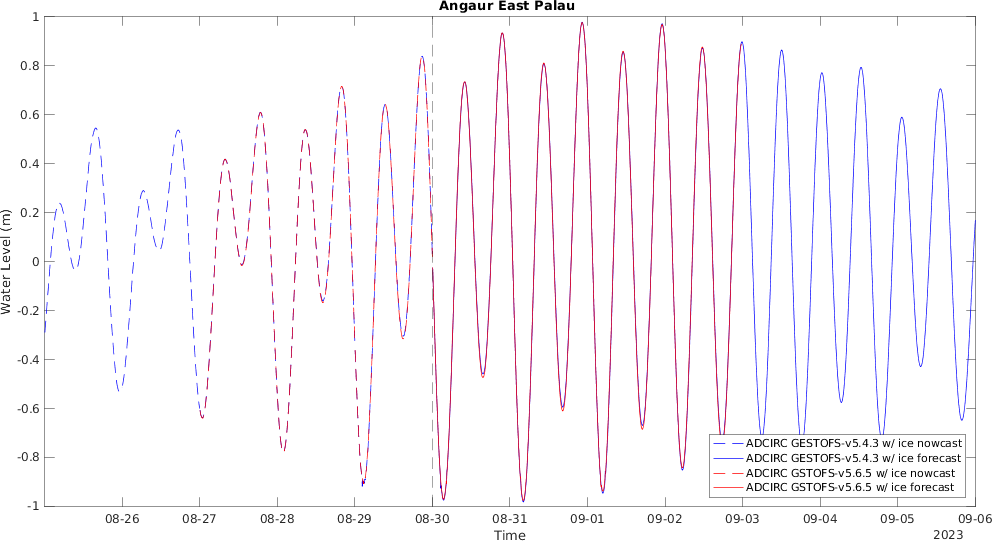 Angaur East Palau
1
0.8
0.6
0.4
0.2
0
-0.2
-0.4
-0.6
-0.8
-1
Water Level (m)
ADCIRC GESTOFS-v5.4.3 w/ ice nowcast
ADCIRC GESTOFS-v5.4.3 w/ ice forecast
ADCIRC GSTOFS-v5.6.5 w/ ice nowcast
ADCIRC GSTOFS-v5.6.5 w/ ice forecast
08-26 08-27 08-28 08-29 08-30 08-31 09-01 09-02 09-03 09-04 09-05 09-06
Time
2023